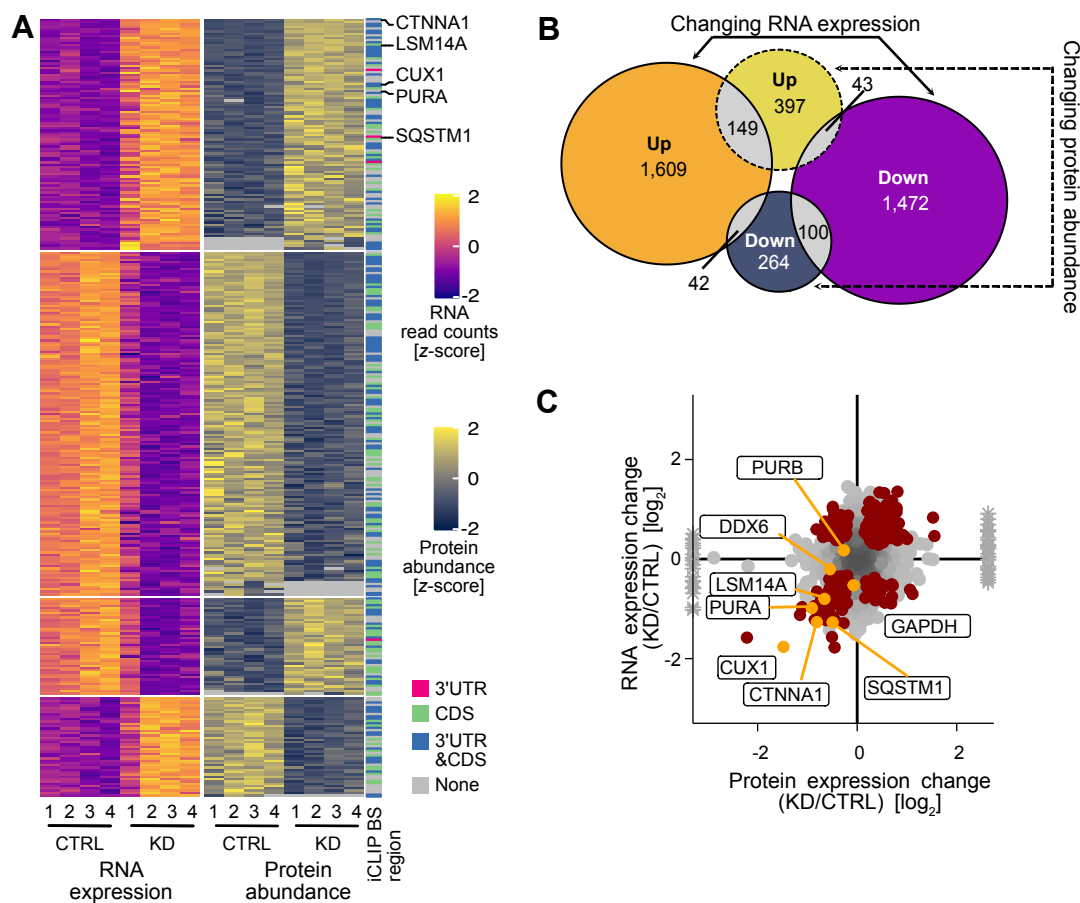 A
CTNNA1
LSM14A
CUX1
PURA
SQSTM1
2
0
-2
RNA
read counts
[z-score]
2
0
-2
Protein
abundance
[z-score]
3'UTR
CDS
3'UTR
&CDS
None
1 2 3 4 1 2 3 4 1 2 3 4 1 2 3 4
CTRL KD CTRL KD
RNA
expression
Protein
abundance
iCLIP BS
region
B
Changing RNA expression
Changing protein abundance
Up
397
43
149
Up
1,609
Down
1,472
100
Down
264
42
C
RNA expression change
(KD/CTRL) [log2]
2
0
-2
PURB
DDX6
LSM14A
PURA
GAPDH
CUX1
CTNNA1
SQSTM1
-2 0 2
Protein expression change
(KD/CTRL) [log2]